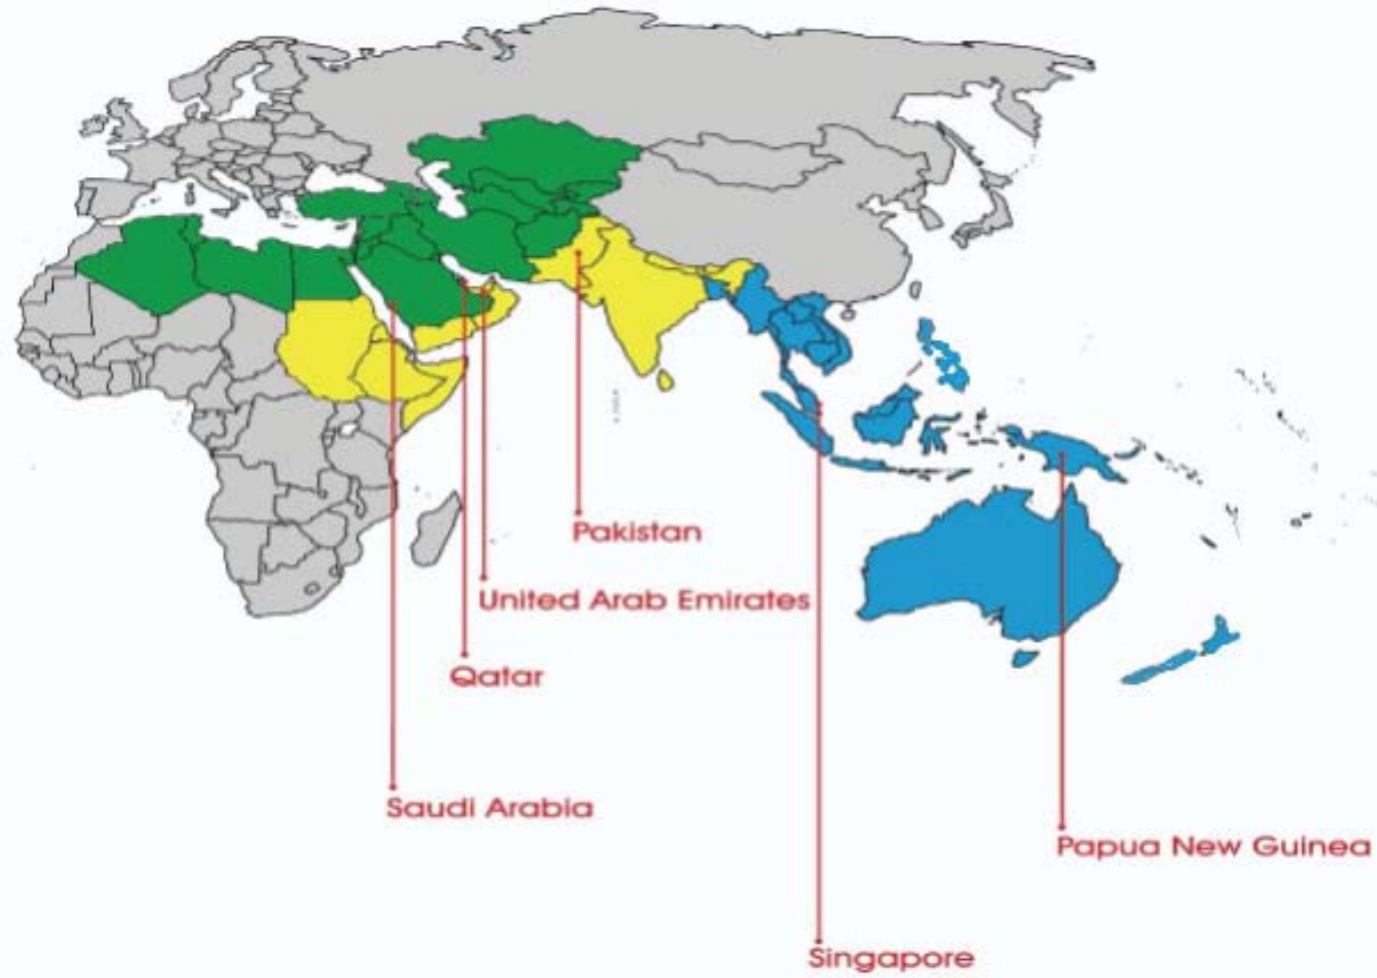 Pakistan
United Arab Emirates
Qatar
Saudi Arabia
Papua New Guinea
Singapore